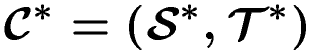 𝓒* = (𝓢*, 𝓣*)